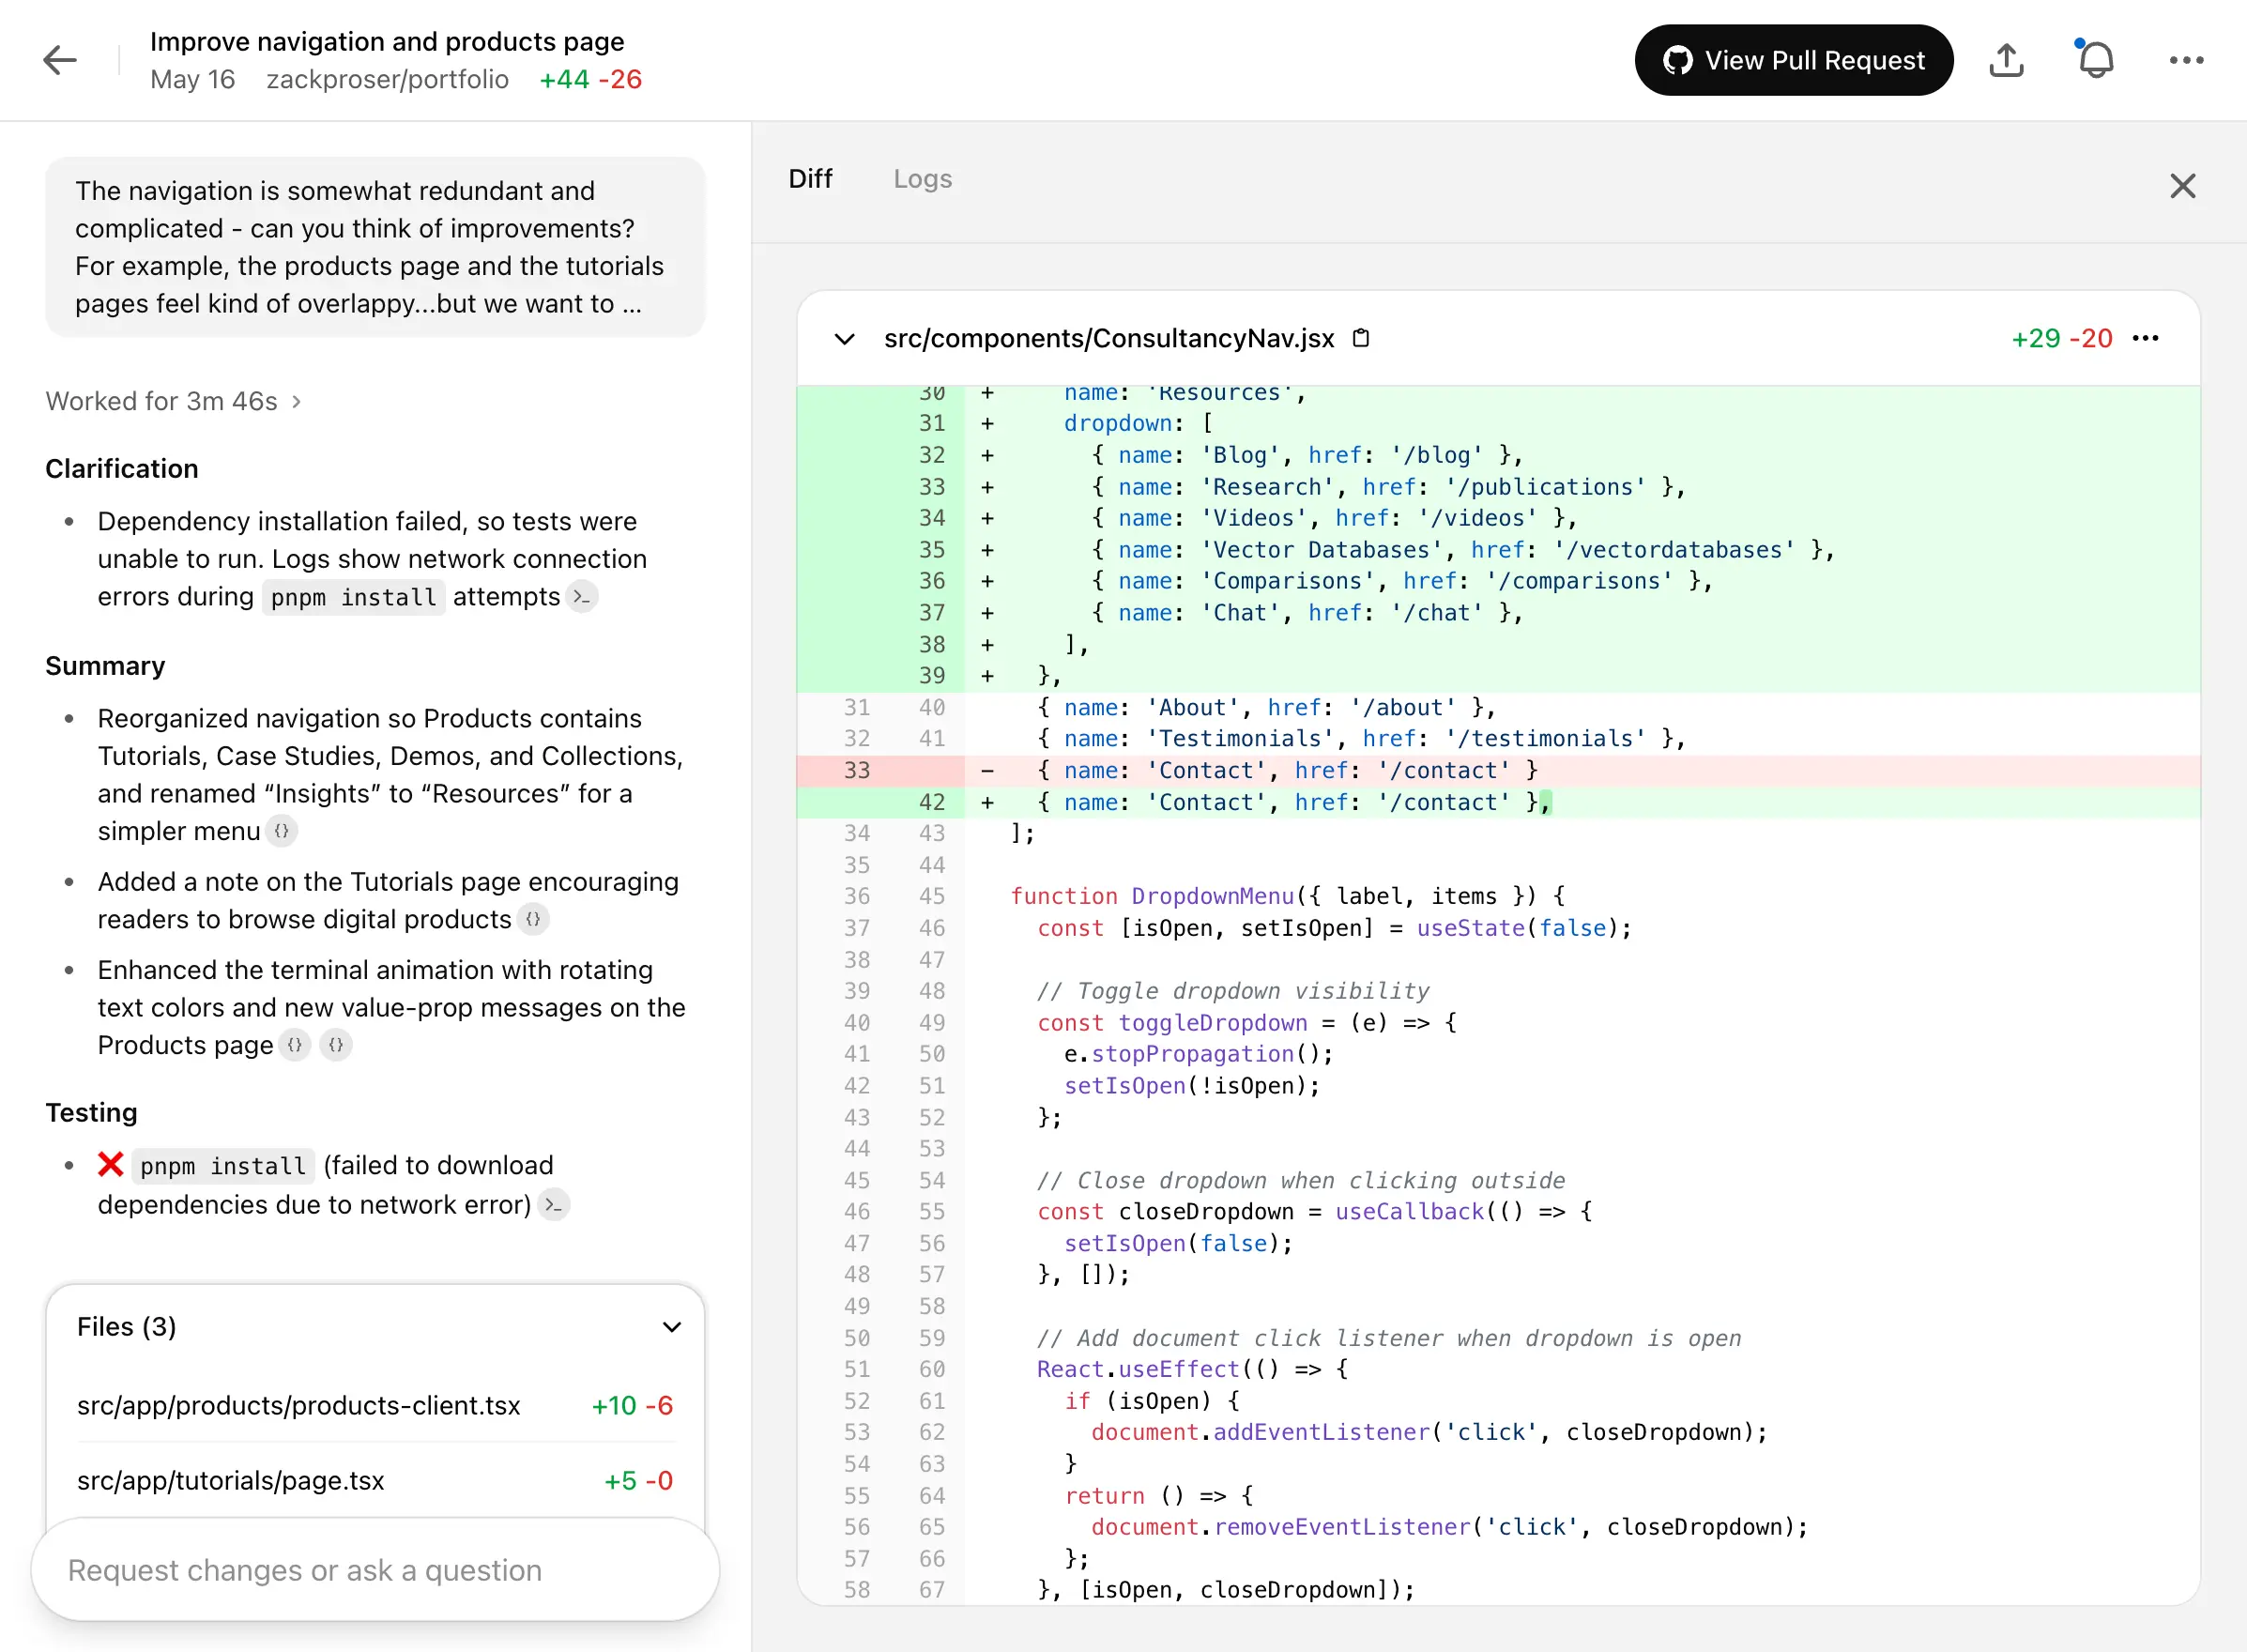 Improve navigation and products page
May 16 zackproser/portfolio +44 -26
View Pull Request
The navigation is somewhat redundant and
complicated - can you think of improvements?
For example, the products page and the tutorials
pages feel kind of overlappy...but we want to ...
Worked for 3m 46s
Clarification
Dependency installation failed, so tests were
unable to run. Logs show network connection
errors during pnpm install attempts
Summary
Reorganized navigation so Products contains
Tutorials, Case Studies, Demos, and Collections,
and renamed “Insights” to “Resources” for a
simpler menu {}
Added a note on the Tutorials page encouraging
readers to browse digital products {}
Enhanced the terminal animation with rotating
text colors and new value-prop messages on the
Products page {} {}
Testing
❌ pnpm install (failed to download
dependencies due to network error)
Files (3)
src/app/products/products-client.tsx +10 -6
src/app/tutorials/page.tsx +5 -0
Request changes or ask a question
Diff Logs
src/components/ConsultancyNav.jsx +29 -20
30 + name: 'Resources',
31 + dropdown: [
32 + { name: 'Blog', href: '/blog' },
33 + { name: 'Research', href: '/publications' },
34 + { name: 'Videos', href: '/videos' },
35 + { name: 'Vector Databases', href: '/vectordatabases' },
36 + { name: 'Comparisons', href: '/comparisons' },
37 + { name: 'Chat', href: '/chat' },
38 + ],
39 + },
31 40 { name: 'About', href: '/about' },
32 41 { name: 'Testimonials', href: '/testimonials' },
33 - { name: 'Contact', href: '/contact' }
42 + { name: 'Contact', href: '/contact' },
34 43 ];
35 44
36 45 function DropdownMenu({ label, items }) {
37 46 const [isOpen, setIsOpen] = useState(false);
38 47
39 48 // Toggle dropdown visibility
40 49 const toggleDropdown = (e) => {
41 50 e.stopPropagation();
42 51 setIsOpen(!isOpen);
43 52 };
44 53
45 54 // Close dropdown when clicking outside
46 55 const closeDropdown = useCallback(() => {
47 56 setIsOpen(false);
48 57 }, []);
49 58
50 59 // Add document click listener when dropdown is open
51 60 React.useEffect(() => {
52 61 if (isOpen) {
53 62 document.addEventListener('click', closeDropdown);
54 63 }
55 64 return () => {
56 65 document.removeEventListener('click', closeDropdown);
57 66 };
58 67 }, [isOpen, closeDropdown]);